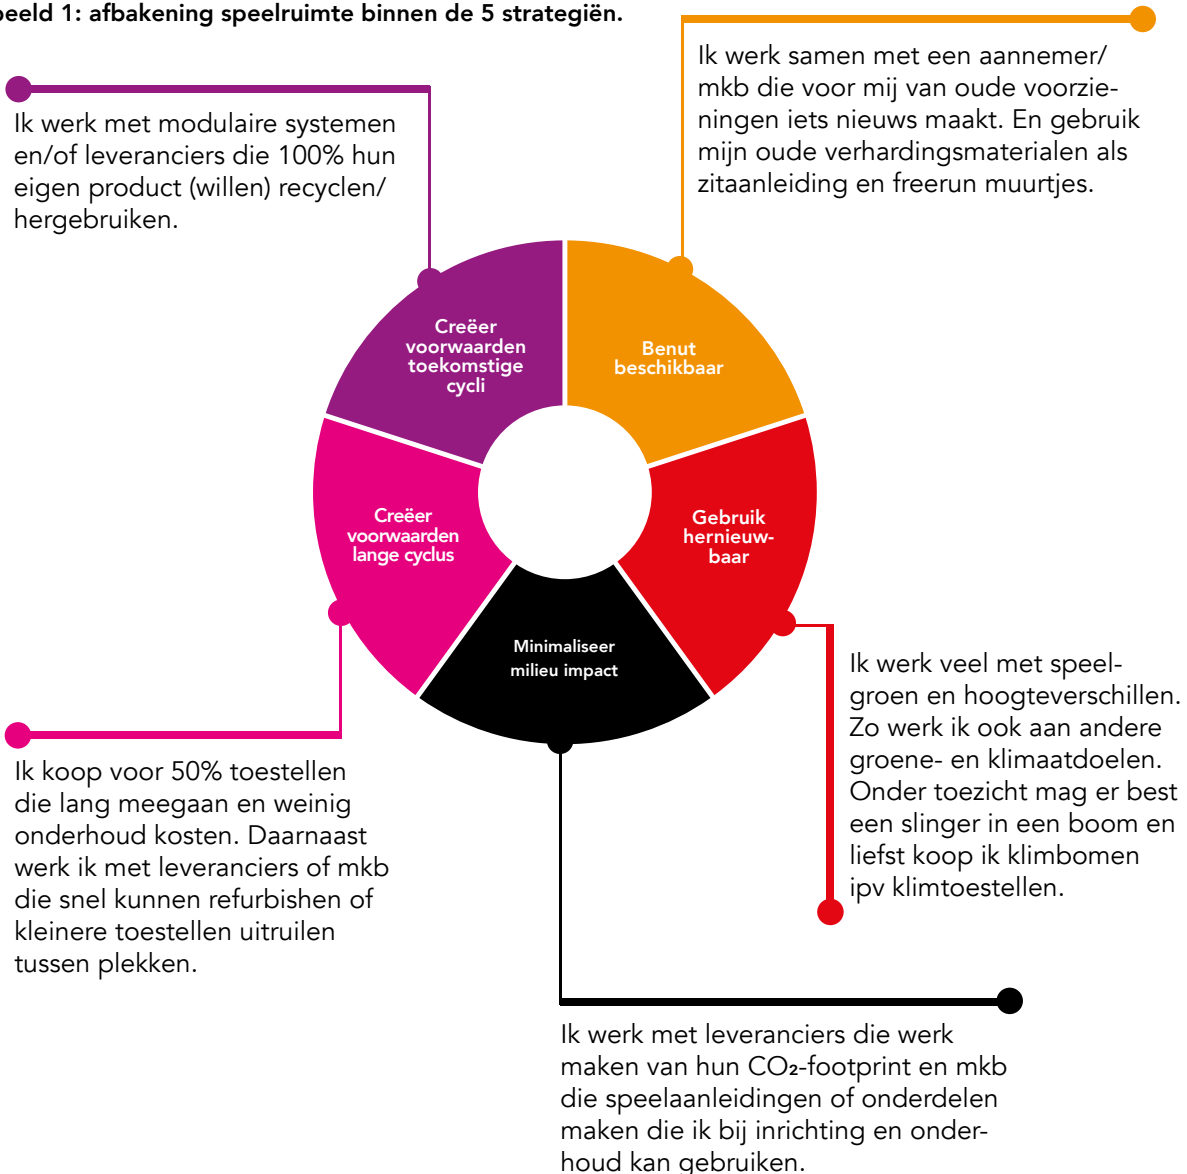 beeld 1: afbakening speelruimte binnen de 5 strategiën.
Ik werk met modulaire systemen
en/of leveranciers die 100% hun
eigen product (willen) recyclen/
hergebruiken.
Ik werk samen met een aannemer/
mkb die voor mij van oude voorzie-
ningen iets nieuws maakt. En gebruik
mijn oude verhardingsmaterialen als
zitaanleiding en freerun muurtjes.
Creëer
voorwaarden
toekomstige
cycli
Benut
beschikbaar
Creëer
voorwaarden
lange cyclus
Gebruik
hernieuw-
baar
Minimaliseer
milieu impact
Ik werk veel met speel-
groen en hoogteverschillen.
Zo werk ik ook aan andere
groene- en klimaatdoelen.
Onder toezicht mag er best
een slinger in een boom en
liefst koop ik klimbomen
ipv klimtoestellen.
Ik koop voor 50% toestellen
die lang meegaan en weinig
onderhoud kosten. Daarnaast
werk ik met leveranciers of mkb
die snel kunnen refurbishen of
kleinere toestellen uitruilen
tussen plekken.
Ik werk met leveranciers die werk
maken van hun CO₂-footprint en mkb
die speelaanleidingen of onderdelen
maken die ik bij inrichting en onder-
houd kan gebruiken.